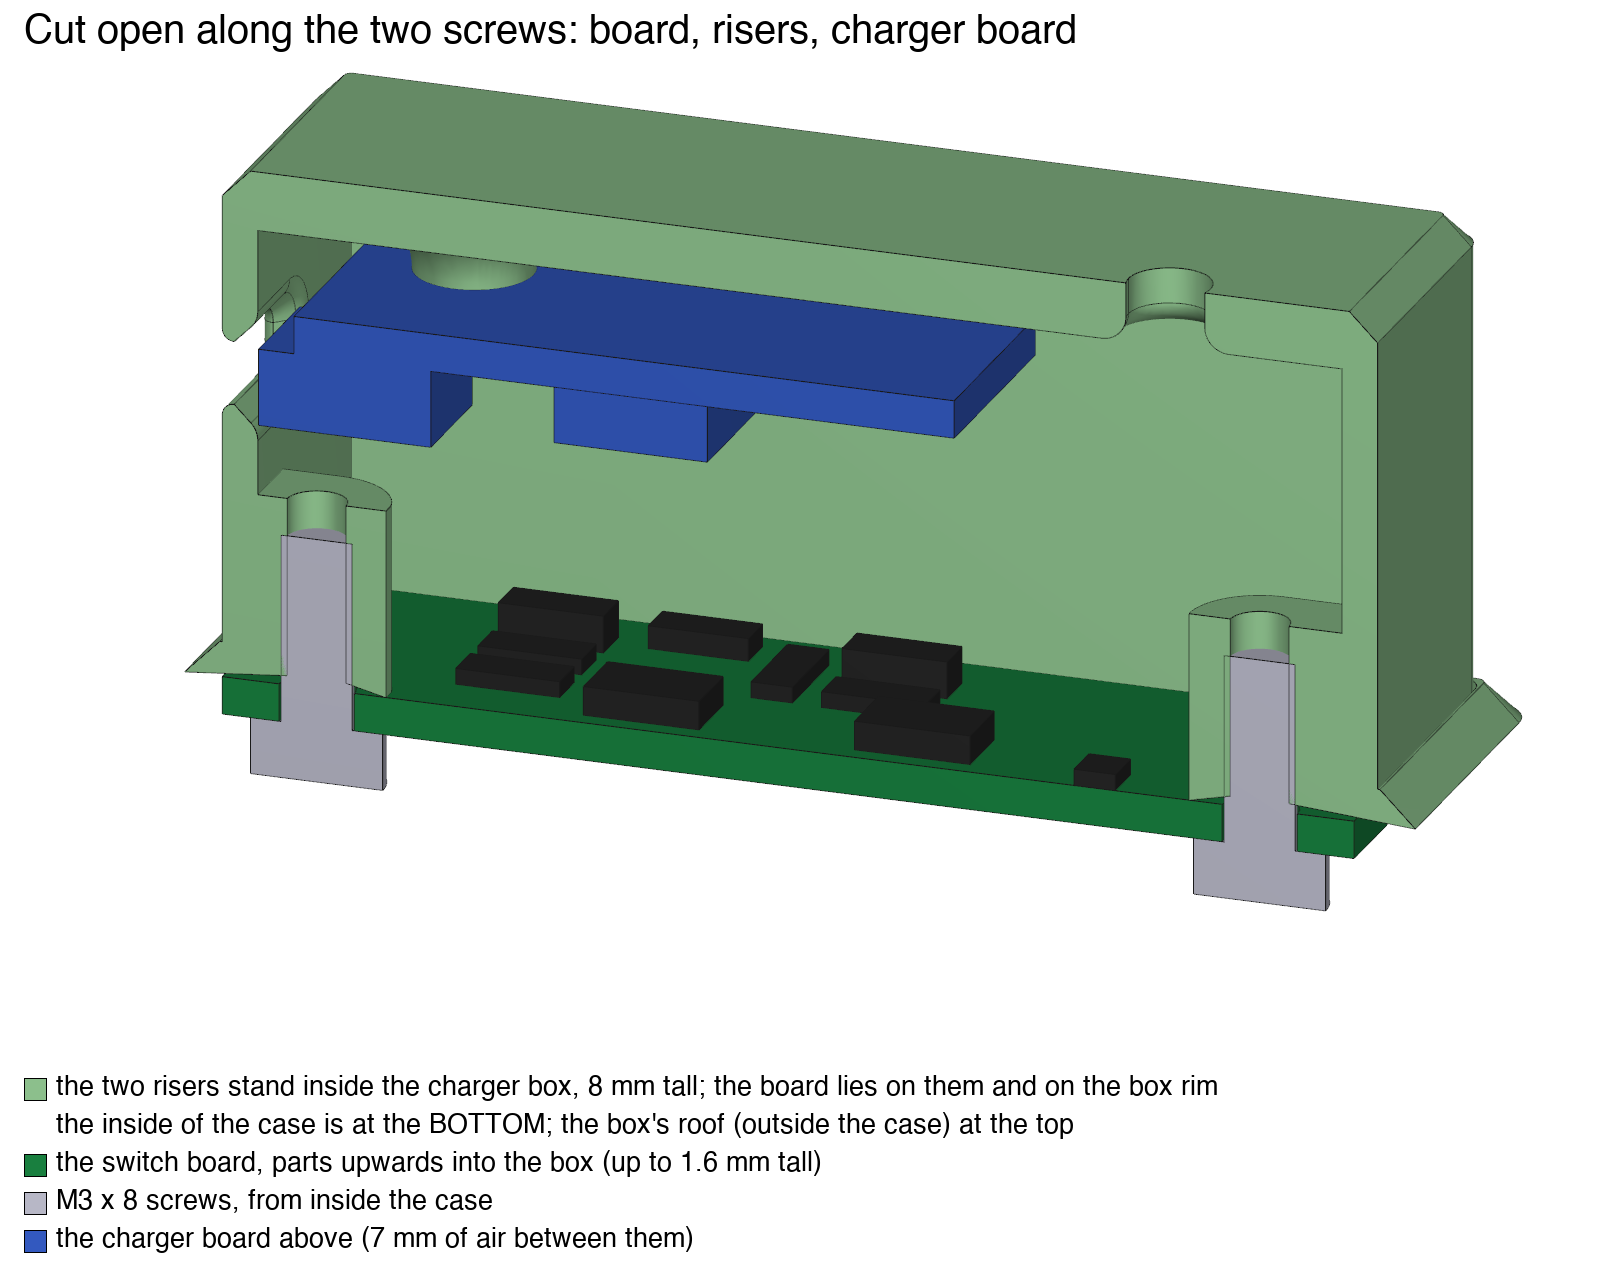 Cut open along the two screws: board, risers, charger board
the two risers stand inside the charger box, 8 mm tall; the board lies on them and on the box rim
the inside of the case is at the BOTTOM; the box's roof (outside the case) at the top
the switch board, parts upwards into the box (up to 1.6 mm tall)
M3 x 8 screws, from inside the case
the charger board above (7 mm of air between them)